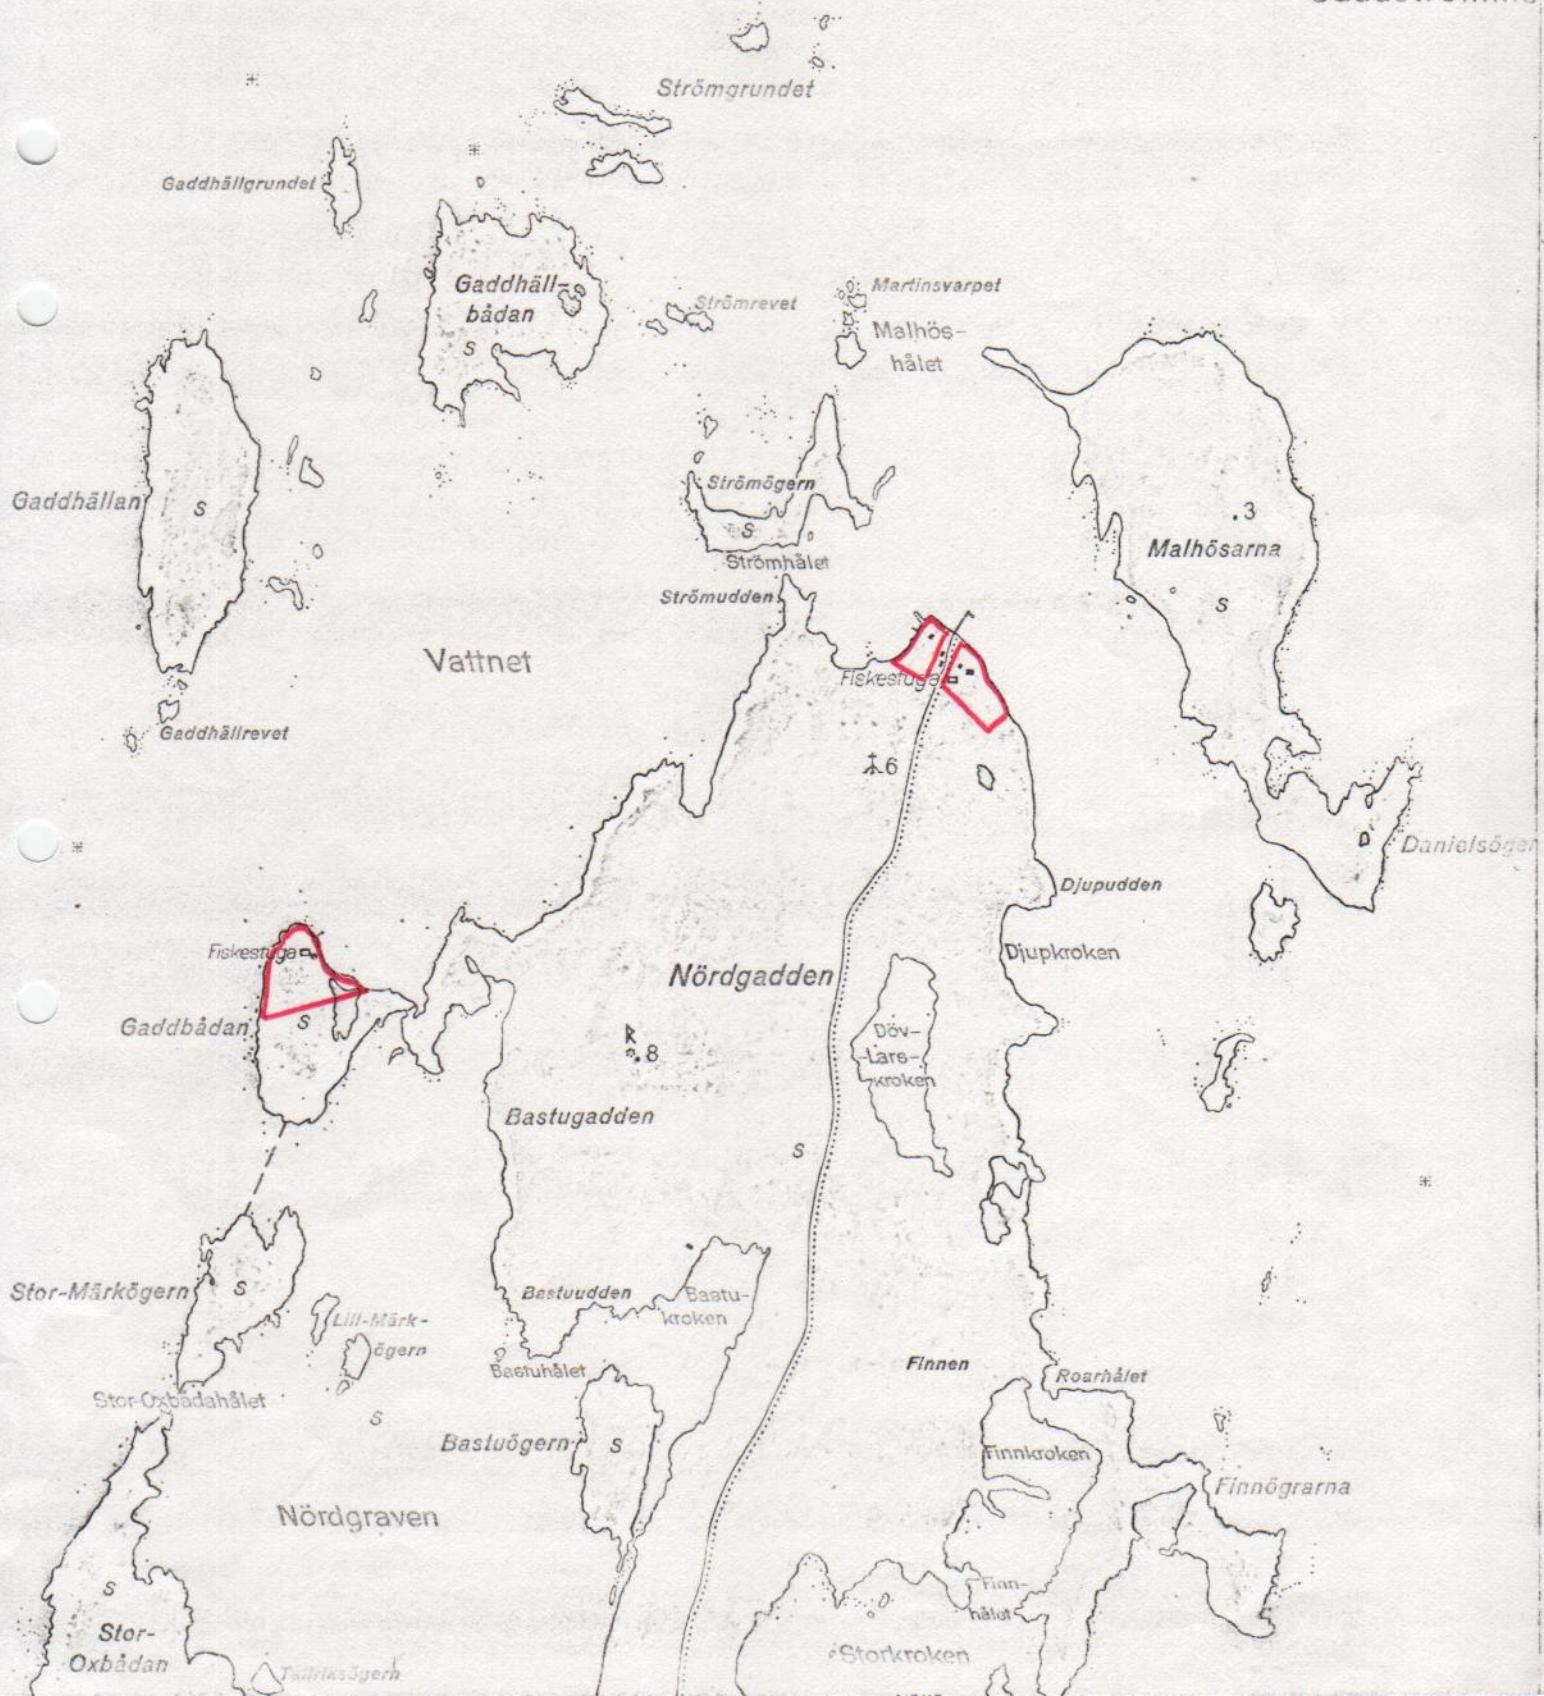 Strömgrundet
Gaddhällgrundet
Gaddhäll-
bådan
S
Strömrevet
Martinsvarpet
Malhös-
hålet
Gaddhällan
S
Strömögern
S
Strömhålet
Strömudden
.3
Malhösarna
S
Vattnet
Fiskestuga
Gaddhällrevet
6
Danielsöger
Djupudden
Fiskestuga
Djupkroken
Nördgadden
Gaddbådan
S
R
.8
Döv-
Lars-
kroken
Bastugadden
S
Stor-Märkögern
S
Bastuudden
Bastu-
kroken
Lill-Märk-
ögern
Bastuhålet
Finnen
Roarhålet
Stor-Oxbådahålet
S
Bastuögern
S
Finnkroken
Finnögrarna
Nördgraven
S
Stor-
Oxbådan
Finn-
hålet
Storkroken